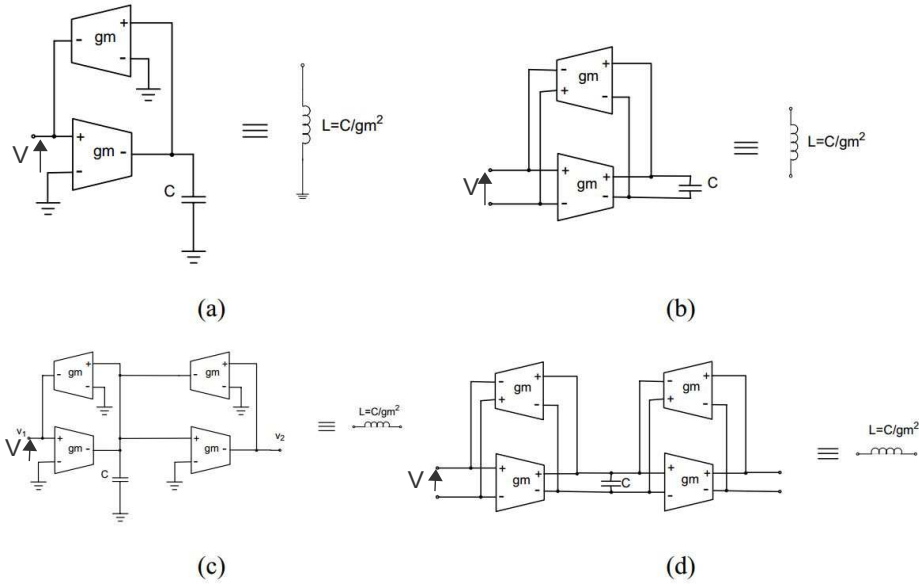 - gm + -
V + gm - -
C
≡ L=C/gm²
(a)
- + gm + -
V + - gm + -
C
≡ L=C/gm²
(b)
- gm + -
- gm + -
v₁ V + gm - -
C
+ gm - -
v₂
≡ L=C/gm²
(c)
- + gm + -
- + gm + -
V + - gm + -
C
+ - gm + -
≡ L=C/gm²
(d)